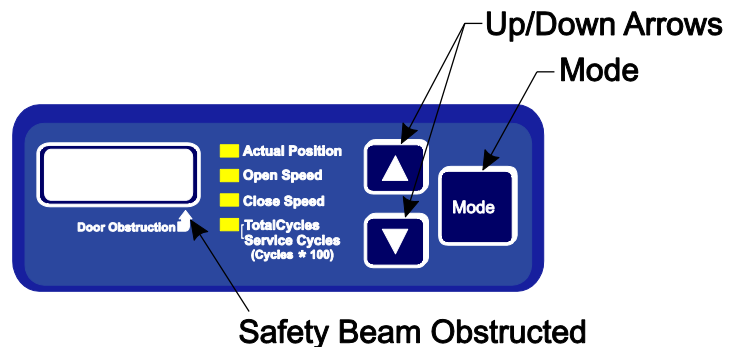 Up/Down Arrows
Mode
Actual Position
Open Speed
Close Speed
TotalCycles
Service Cycles
(Cycles * 100)
Door Obstruction
Mode
Safety Beam Obstructed